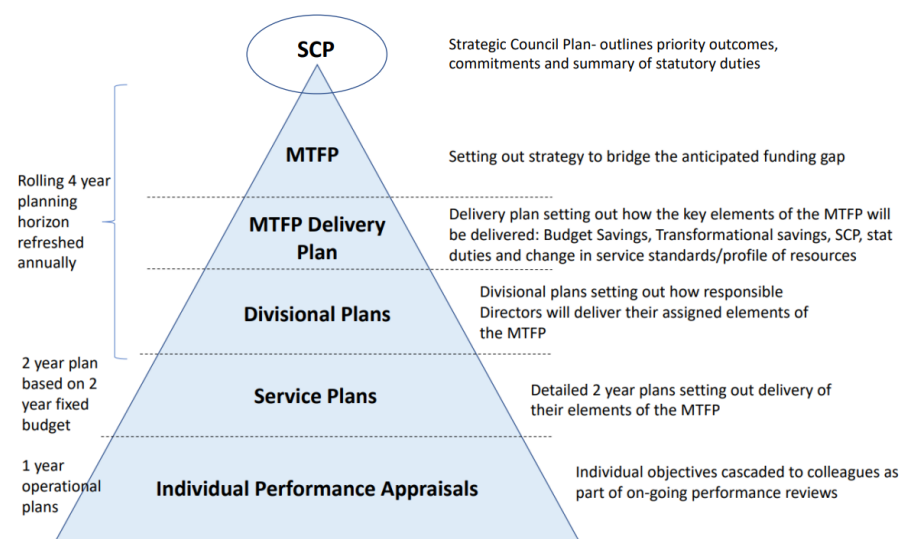 SCP
Strategic Council Plan- outlines priority outcomes,
commitments and summary of statutory duties
MTFP
Setting out strategy to bridge the anticipated funding gap
Rolling 4 year
planning
horizon
refreshed
annually
MTFP Delivery
Plan
Delivery plan setting out how the key elements of the MTFP will
be delivered: Budget Savings, Transformational savings, SCP, stat
duties and change in service standards/profile of resources
Divisional Plans
Divisional plans setting out how responsible
Directors will deliver their assigned elements of
the MTFP
2 year plan
based on 2
year fixed
budget
Service Plans
Detailed 2 year plans setting out delivery of
their elements of the MTFP
1 year
operational
plans
Individual Performance Appraisals
Individual objectives cascaded to colleagues as
part of on-going performance reviews